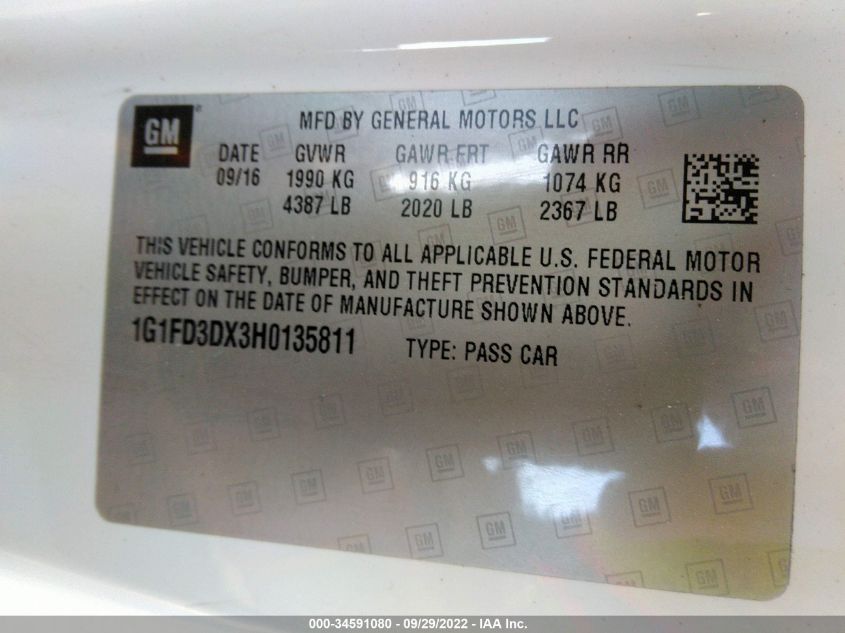 GM
MFD BY GENERAL MOTORS LLC
DATE GVWR GAWR FRT GAWR RR
09/16 1990 KG 916 KG 1074 KG
4387 LB 2020 LB 2367 LB
THIS VEHICLE CONFORMS TO ALL APPLICABLE U.S. FEDERAL MOTOR
VEHICLE SAFETY, BUMPER, AND THEFT PREVENTION STANDARDS IN
EFFECT ON THE DATE OF MANUFACTURE SHOWN ABOVE.
1G1FD3DX3H0135811 TYPE: PASS CAR
000-34591080 - 09/29/2022 - IAA Inc.